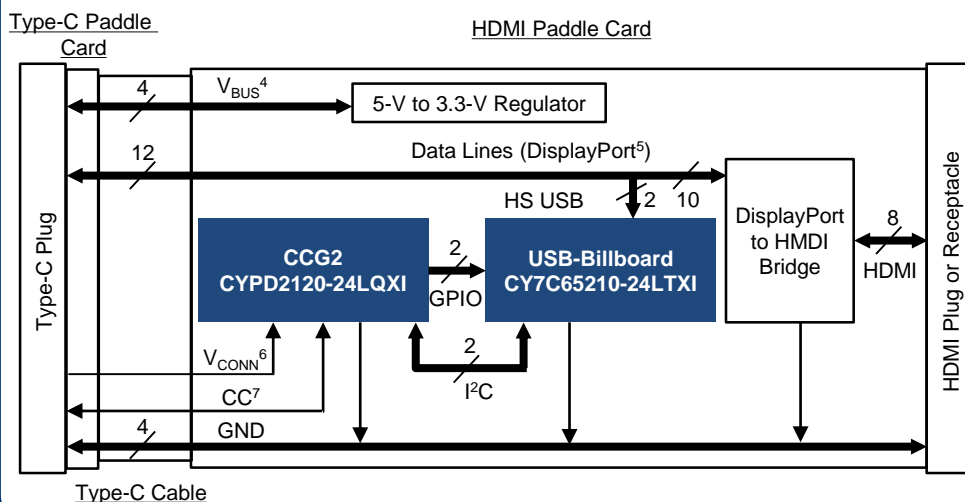 Type-C Paddle
Card
HDMI Paddle Card
Type-C Plug
4
V_BUS⁴
5-V to 3.3-V Regulator
12
Data Lines (DisplayPort⁵)
HS USB
2
10
DisplayPort
to HMDI
Bridge
8
HDMI
HDMI Plug or Receptacle
CCG2
CYPD2120-24LQXI
2
GPIO
USB-Billboard
CY7C65210-24LTXI
V_CONN⁶
2
I²C
CC⁷
4
GND
Type-C Cable